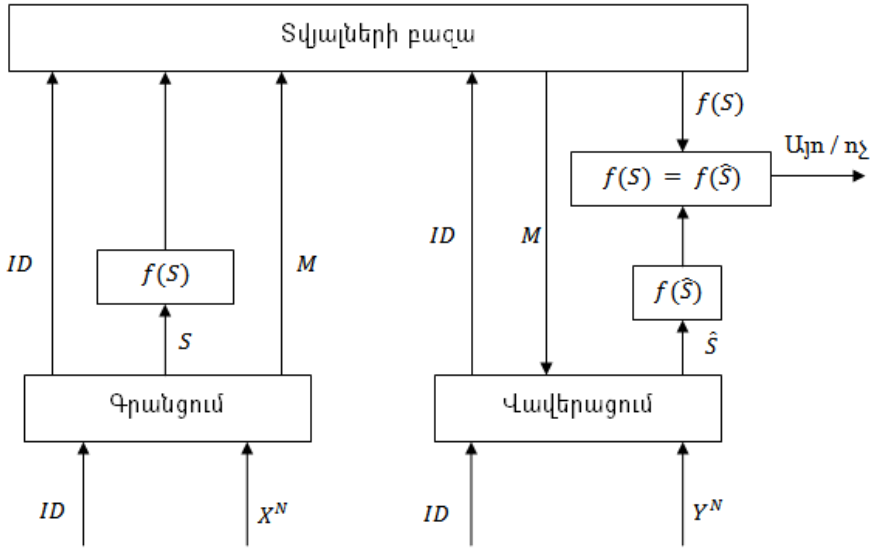 Տվյալների բազա
f(S)
Այո / ոչ
f(S) = f(Ŝ)
ID
f(S)
M
ID
M
f(Ŝ)
S
Ŝ
Գրանցում
Վավերացում
ID
X^N
ID
Y^N